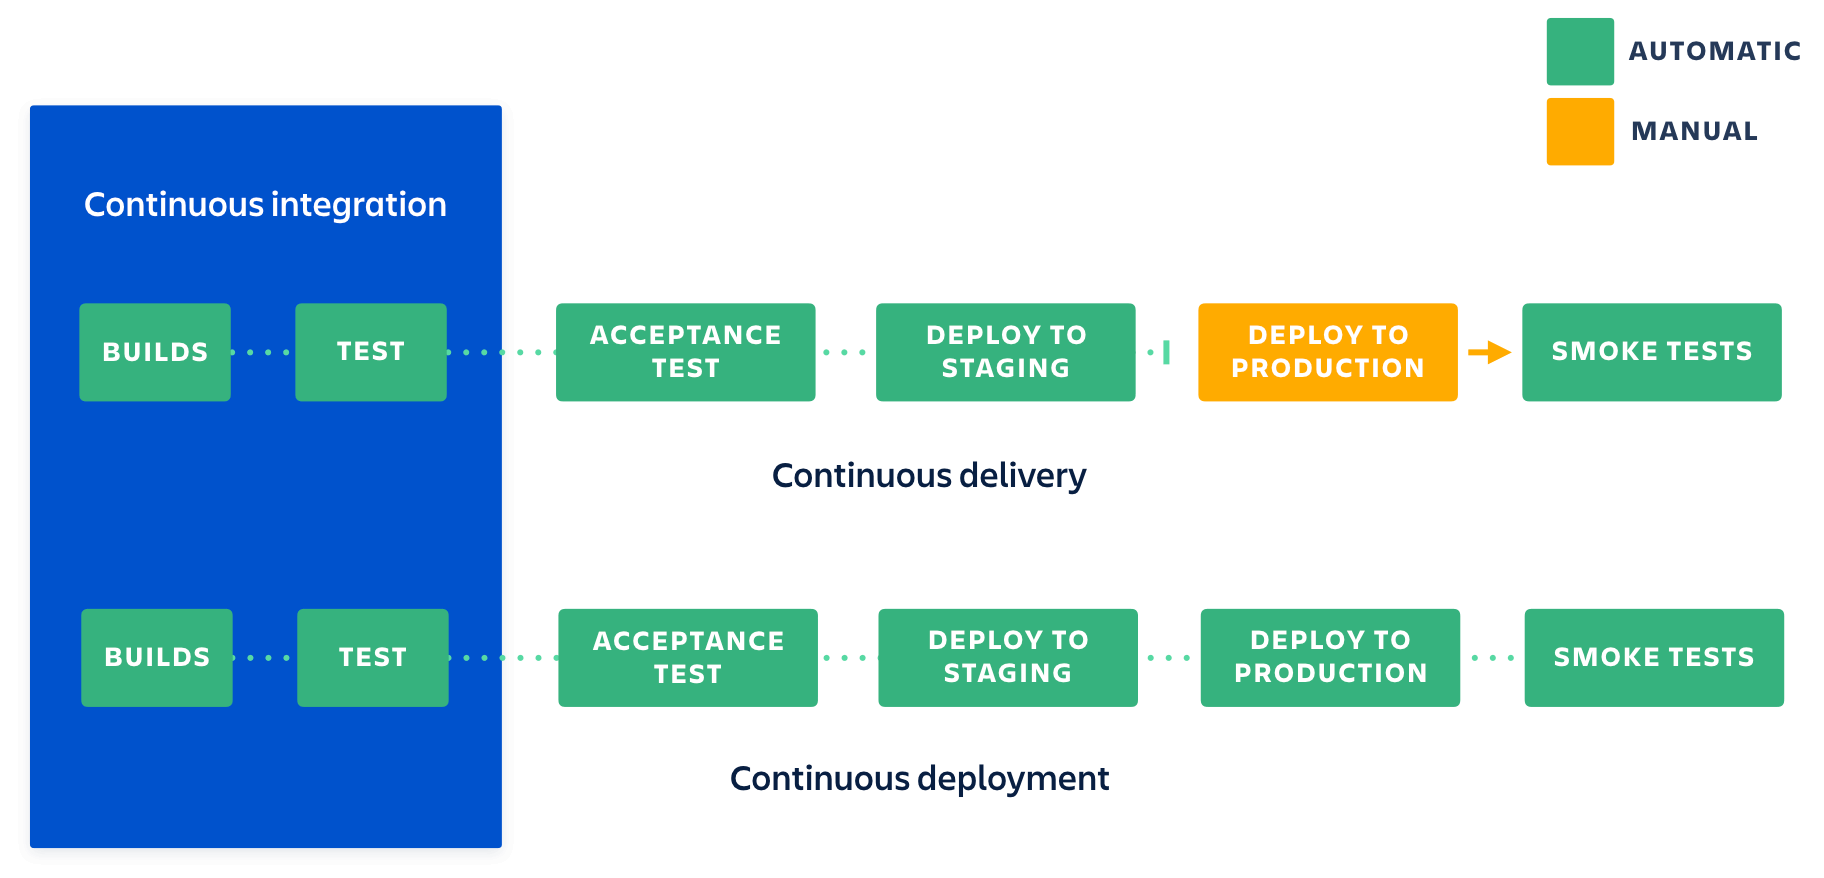 AUTOMATIC
MANUAL
Continuous integration
BUILDS
TEST
ACCEPTANCE
TEST
DEPLOY TO
STAGING
DEPLOY TO
PRODUCTION
SMOKE TESTS
Continuous delivery
BUILDS
TEST
ACCEPTANCE
TEST
DEPLOY TO
STAGING
DEPLOY TO
PRODUCTION
SMOKE TESTS
Continuous deployment